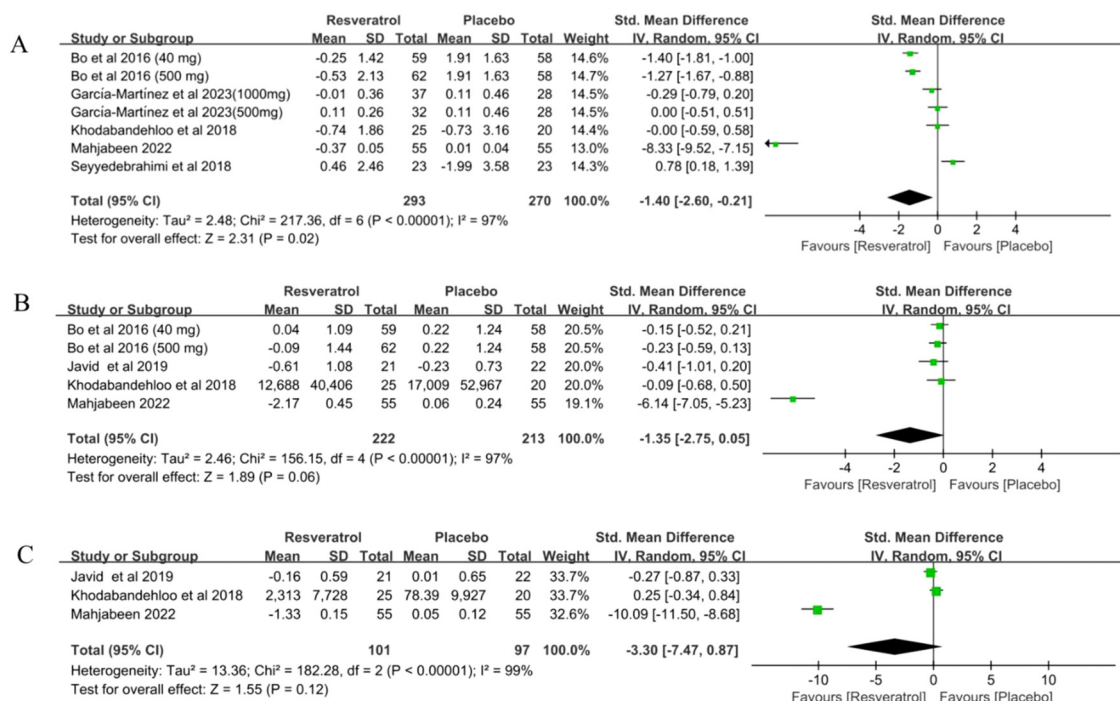 A
Resveratrol Placebo Std. Mean Difference Std. Mean Difference
Study or Subgroup Mean SD Total Mean SD Total Weight IV, Random, 95% CI IV, Random, 95% CI
Bo et al 2016 (40 mg) -0.25 1.42 59 1.91 1.63 58 14.6% -1.40 [-1.81, -1.00]
Bo et al 2016 (500 mg) -0.53 2.13 62 1.91 1.63 58 14.7% -1.27 [-1.67, -0.88]
García-Martínez et al 2023(1000mg) -0.01 0.36 37 0.11 0.46 28 14.5% -0.29 [-0.79, 0.20]
García-Martínez et al 2023(500mg) 0.11 0.26 32 0.11 0.46 28 14.5% 0.00 [-0.51, 0.51]
Khodabandehloo et al 2018 -0.74 1.86 25 -0.73 3.16 20 14.4% -0.00 [-0.59, 0.58]
Mahjabeen 2022 -0.37 0.05 55 0.01 0.04 55 13.0% -8.33 [-9.52, -7.15]
Seyyedebrahimi et al 2018 0.46 2.46 23 -1.99 3.58 23 14.3% 0.78 [0.18, 1.39]
Total (95% CI) 293 270 100.0% -1.40 [-2.60, -0.21]
Heterogeneity: Tau² = 2.48; Chi² = 217.36, df = 6 (P < 0.00001); I² = 97%
Test for overall effect: Z = 2.31 (P = 0.02)
-4 -2 0 2 4
Favours [Resveratrol] Favours [Placebo]
B
Resveratrol Placebo Std. Mean Difference Std. Mean Difference
Study or Subgroup Mean SD Total Mean SD Total Weight IV, Random, 95% CI IV, Random, 95% CI
Bo et al 2016 (40 mg) 0.04 1.09 59 0.22 1.24 58 20.5% -0.15 [-0.52, 0.21]
Bo et al 2016 (500 mg) -0.09 1.44 62 0.22 1.24 58 20.5% -0.23 [-0.59, 0.13]
Javid et al 2019 -0.61 1.08 21 -0.23 0.73 22 20.0% -0.41 [-1.01, 0.20]
Khodabandehloo et al 2018 12,688 40,406 25 17,009 52,967 20 20.0% -0.09 [-0.68, 0.50]
Mahjabeen 2022 -2.17 0.45 55 0.06 0.24 55 19.1% -6.14 [-7.05, -5.23]
Total (95% CI) 222 213 100.0% -1.35 [-2.75, 0.05]
Heterogeneity: Tau² = 2.46; Chi² = 156.15, df = 4 (P < 0.00001); I² = 97%
Test for overall effect: Z = 1.89 (P = 0.06)
-4 -2 0 2 4
Favours [Resveratrol] Favours [Placebo]
C
Resveratrol Placebo Std. Mean Difference Std. Mean Difference
Study or Subgroup Mean SD Total Mean SD Total Weight IV, Random, 95% CI IV, Random, 95% CI
Javid et al 2019 -0.16 0.59 21 0.01 0.65 22 33.7% -0.27 [-0.87, 0.33]
Khodabandehloo et al 2018 2,313 7,728 25 78.39 9,927 20 33.7% 0.25 [-0.34, 0.84]
Mahjabeen 2022 -1.33 0.15 55 0.05 0.12 55 32.6% -10.09 [-11.50, -8.68]
Total (95% CI) 101 97 100.0% -3.30 [-7.47, 0.87]
Heterogeneity: Tau² = 13.36; Chi² = 182.28, df = 2 (P < 0.00001); I² = 99%
Test for overall effect: Z = 1.55 (P = 0.12)
-10 -5 0 5 10
Favours [Resveratrol] Favours [Placebo]